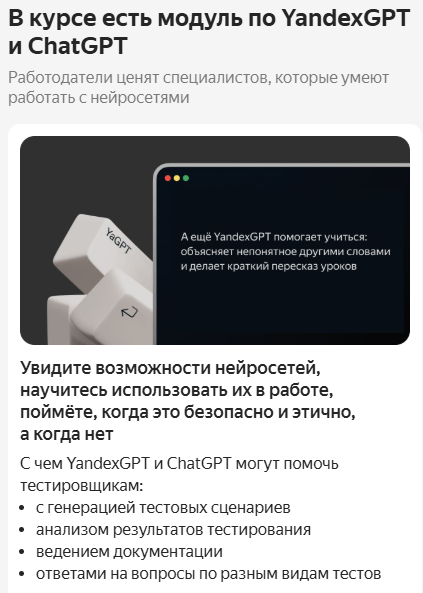 В курсе есть модуль по YandexGPT
и ChatGPT
Работодатели ценят специалистов, которые умеют
работать с нейросетями
YaGPT
А ещё YandexGPT помогает учиться:
объясняет непонятное другими словами
и делает краткий пересказ уроков
Увидите возможности нейросетей,
научитесь использовать их в работе,
поймёте, когда это безопасно и этично,
а когда нет
С чем YandexGPT и ChatGPT могут помочь
тестировщикам:
• с генерацией тестовых сценариев
• анализом результатов тестирования
• ведением документации
• ответами на вопросы по разным видам тестов